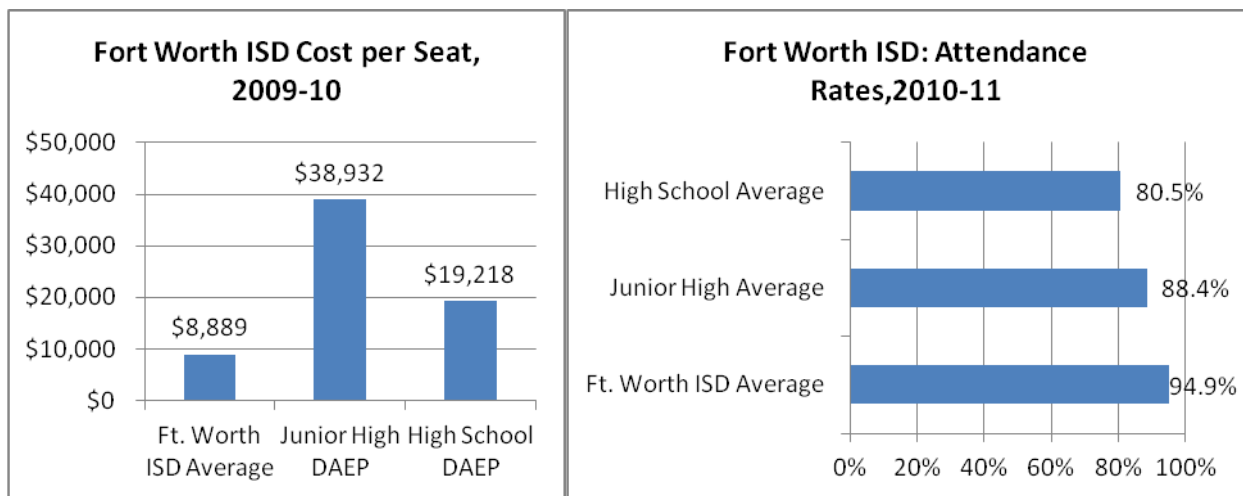 Fort Worth ISD Cost per Seat,
2009-10
$50,000
$40,000
$30,000
$20,000
$10,000
$0
$8,889
$38,932
$19,218
Ft. Worth
ISD Average
Junior High
DAEP
High School
DAEP
Fort Worth ISD: Attendance
Rates,2010-11
High School Average
80.5%
Junior High Average
88.4%
Ft. Worth ISD Average
94.9%
0% 20% 40% 60% 80% 100%